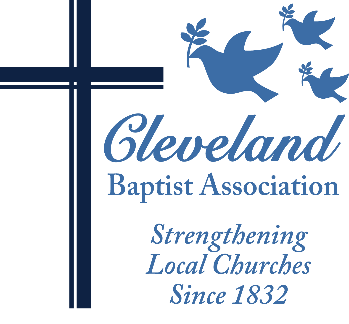 Cleveland
Baptist Association
Strengthening
Local Churches
Since 1832